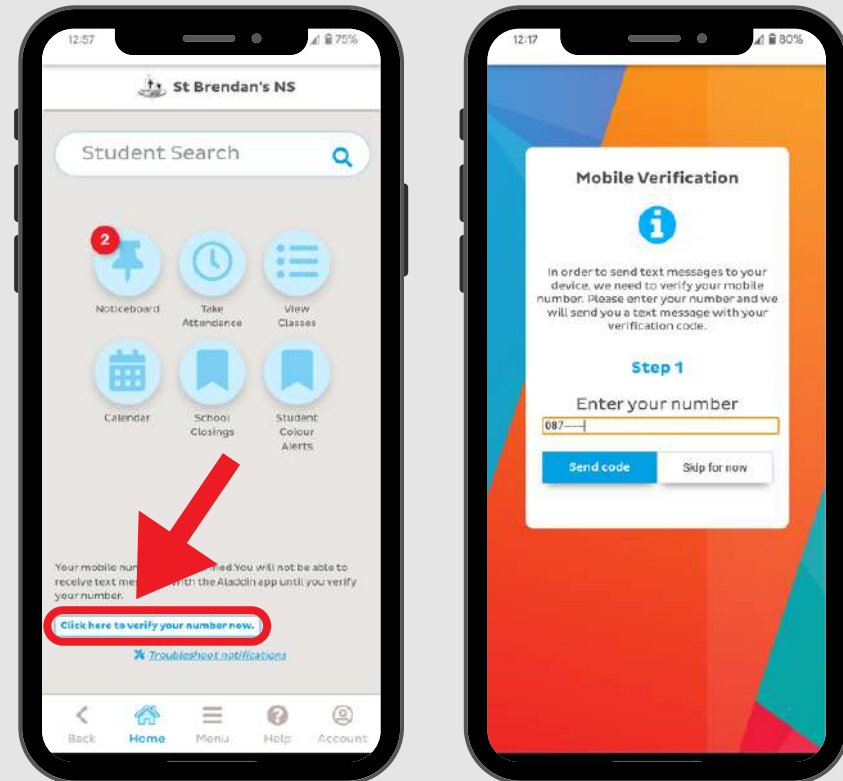 12:57
75%
St Brendan's NS
Student Search
2
Noticeboard
Take
Attendance
View
Classes
Calendar
School
Closings
Student
Colour
Alerts
Your mobile You will not be able to
receive text with the Aladdin app until you verify
your number.
Click here to verify your number now.
Troubleshoot notifications
Back
Home
Menu
Help
Account
12:17
80%
Mobile Verification
In order to send text messages to your
device, we need to verify your mobile
number. Please enter your number and we
will send you a text message with your
verification code.
Step 1
Enter your number
087-----
Send code
Skip for now